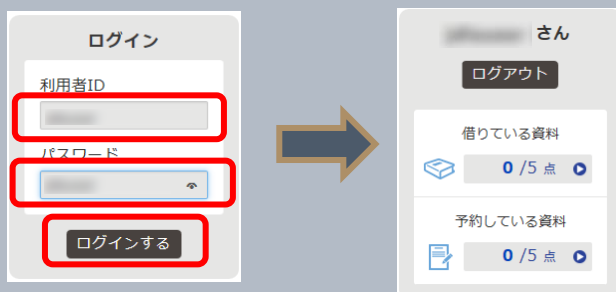 ログイン
利用者ID
パスワード
ログインする
さん
ログアウト
借りている資料
0 /5 点
予約している資料
0 /5 点